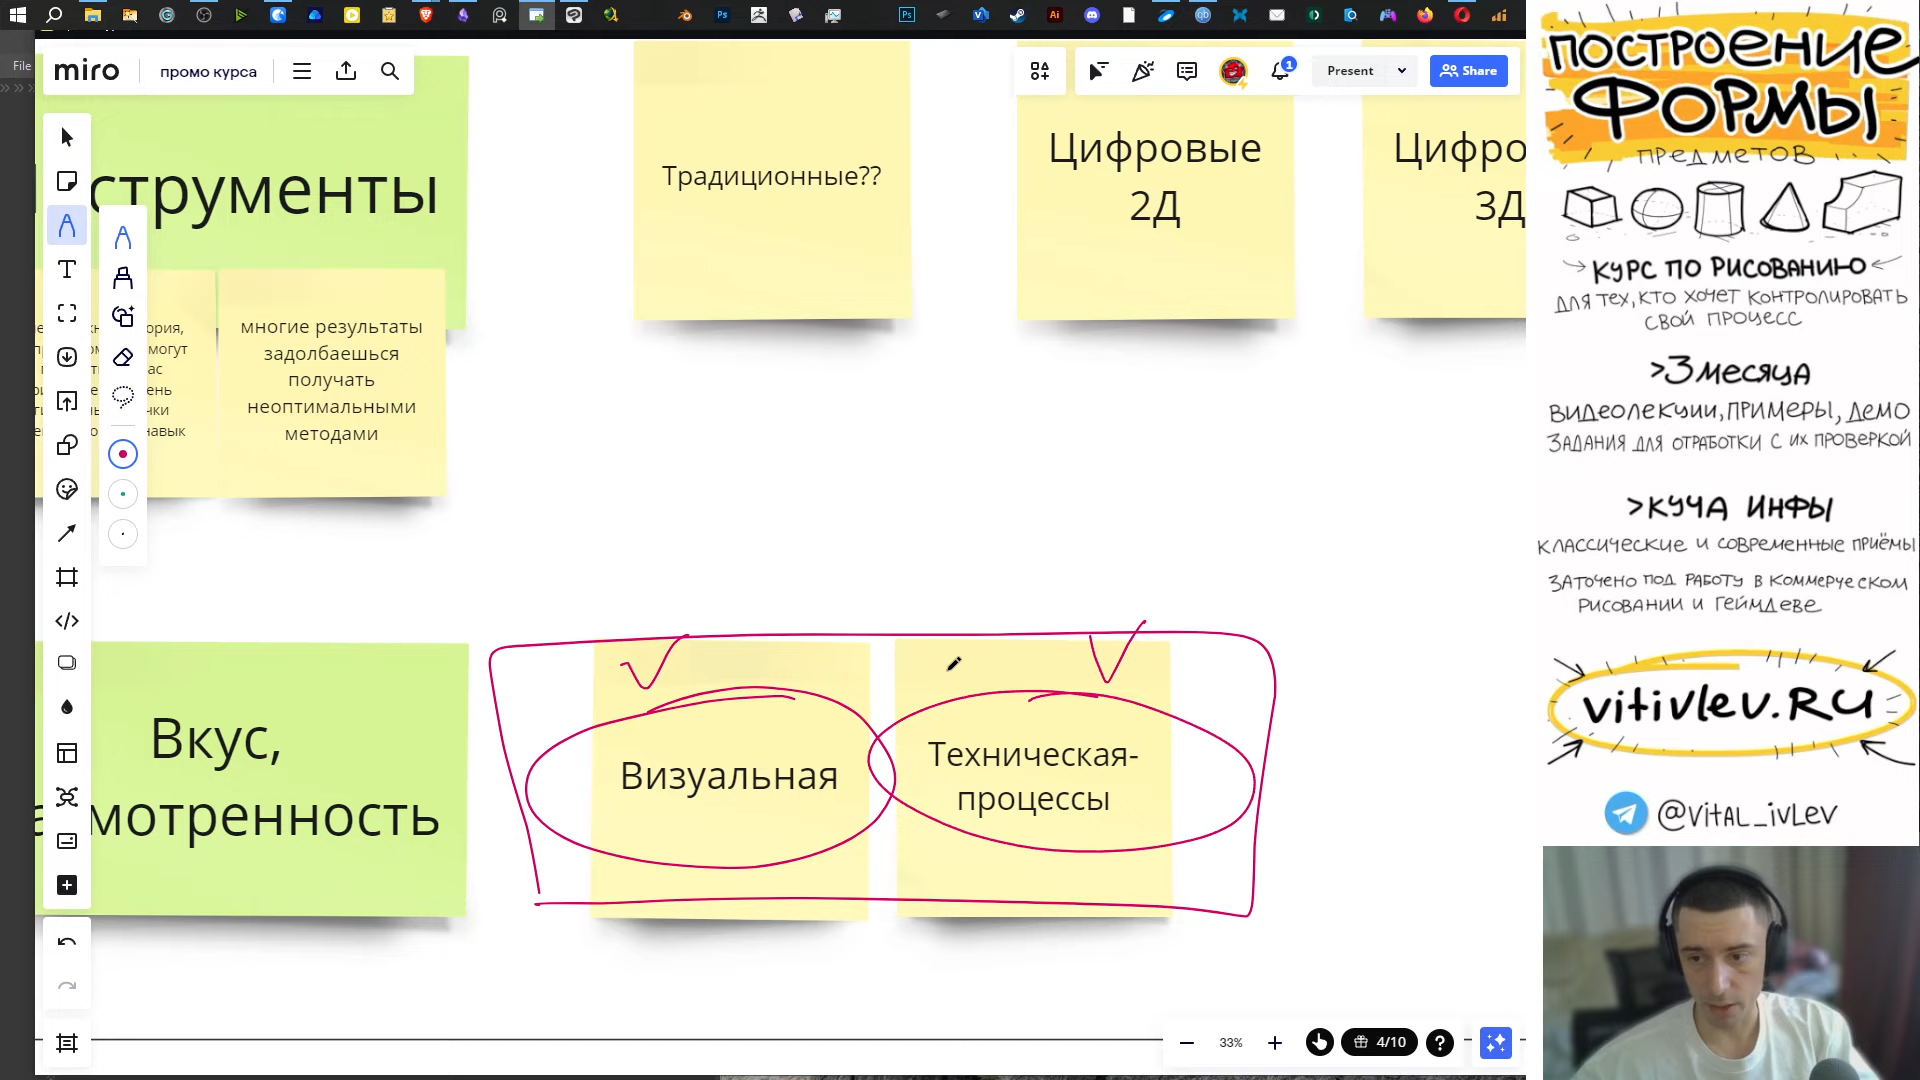 File
miro
промо курса
1
Present
Share
струменты
Традиционные??
Цифровые
2Д
Цифро
3Д
многие результаты
задолбаешься
получать
неоптимальными
методами
Вкус,
мотренность
Визуальная
Техническая-
процессы
33%
4/10
ПОСТРОЕНИЕ
ФОРМЫ
ПРЕДМЕТОВ
КУРС ПО РИСОВАНИЮ
ДЛЯ ТЕХ, КТО ХОЧЕТ КОНТРОЛИРОВАТЬ
СВОЙ ПРОЦЕСС
>3 месяца
ВИДЕОЛЕКЦИИ, ПРИМЕРЫ, ДЕМО
ЗАДАНИЯ ДЛЯ ОТРАБОТКИ С ИХ ПРОВЕРКОЙ
>КУЧА ИНФЫ
КЛАССИЧЕСКИЕ И СОВРЕМЕННЫЕ ПРИЁМЫ
ЗАТОЧЕНО ПОД РАБОТУ В КОММЕРЧЕСКОМ
РИСОВАНИИ И ГЕЙМДЕВЕ
vitivlev.RU
@VITAL_IVLEV